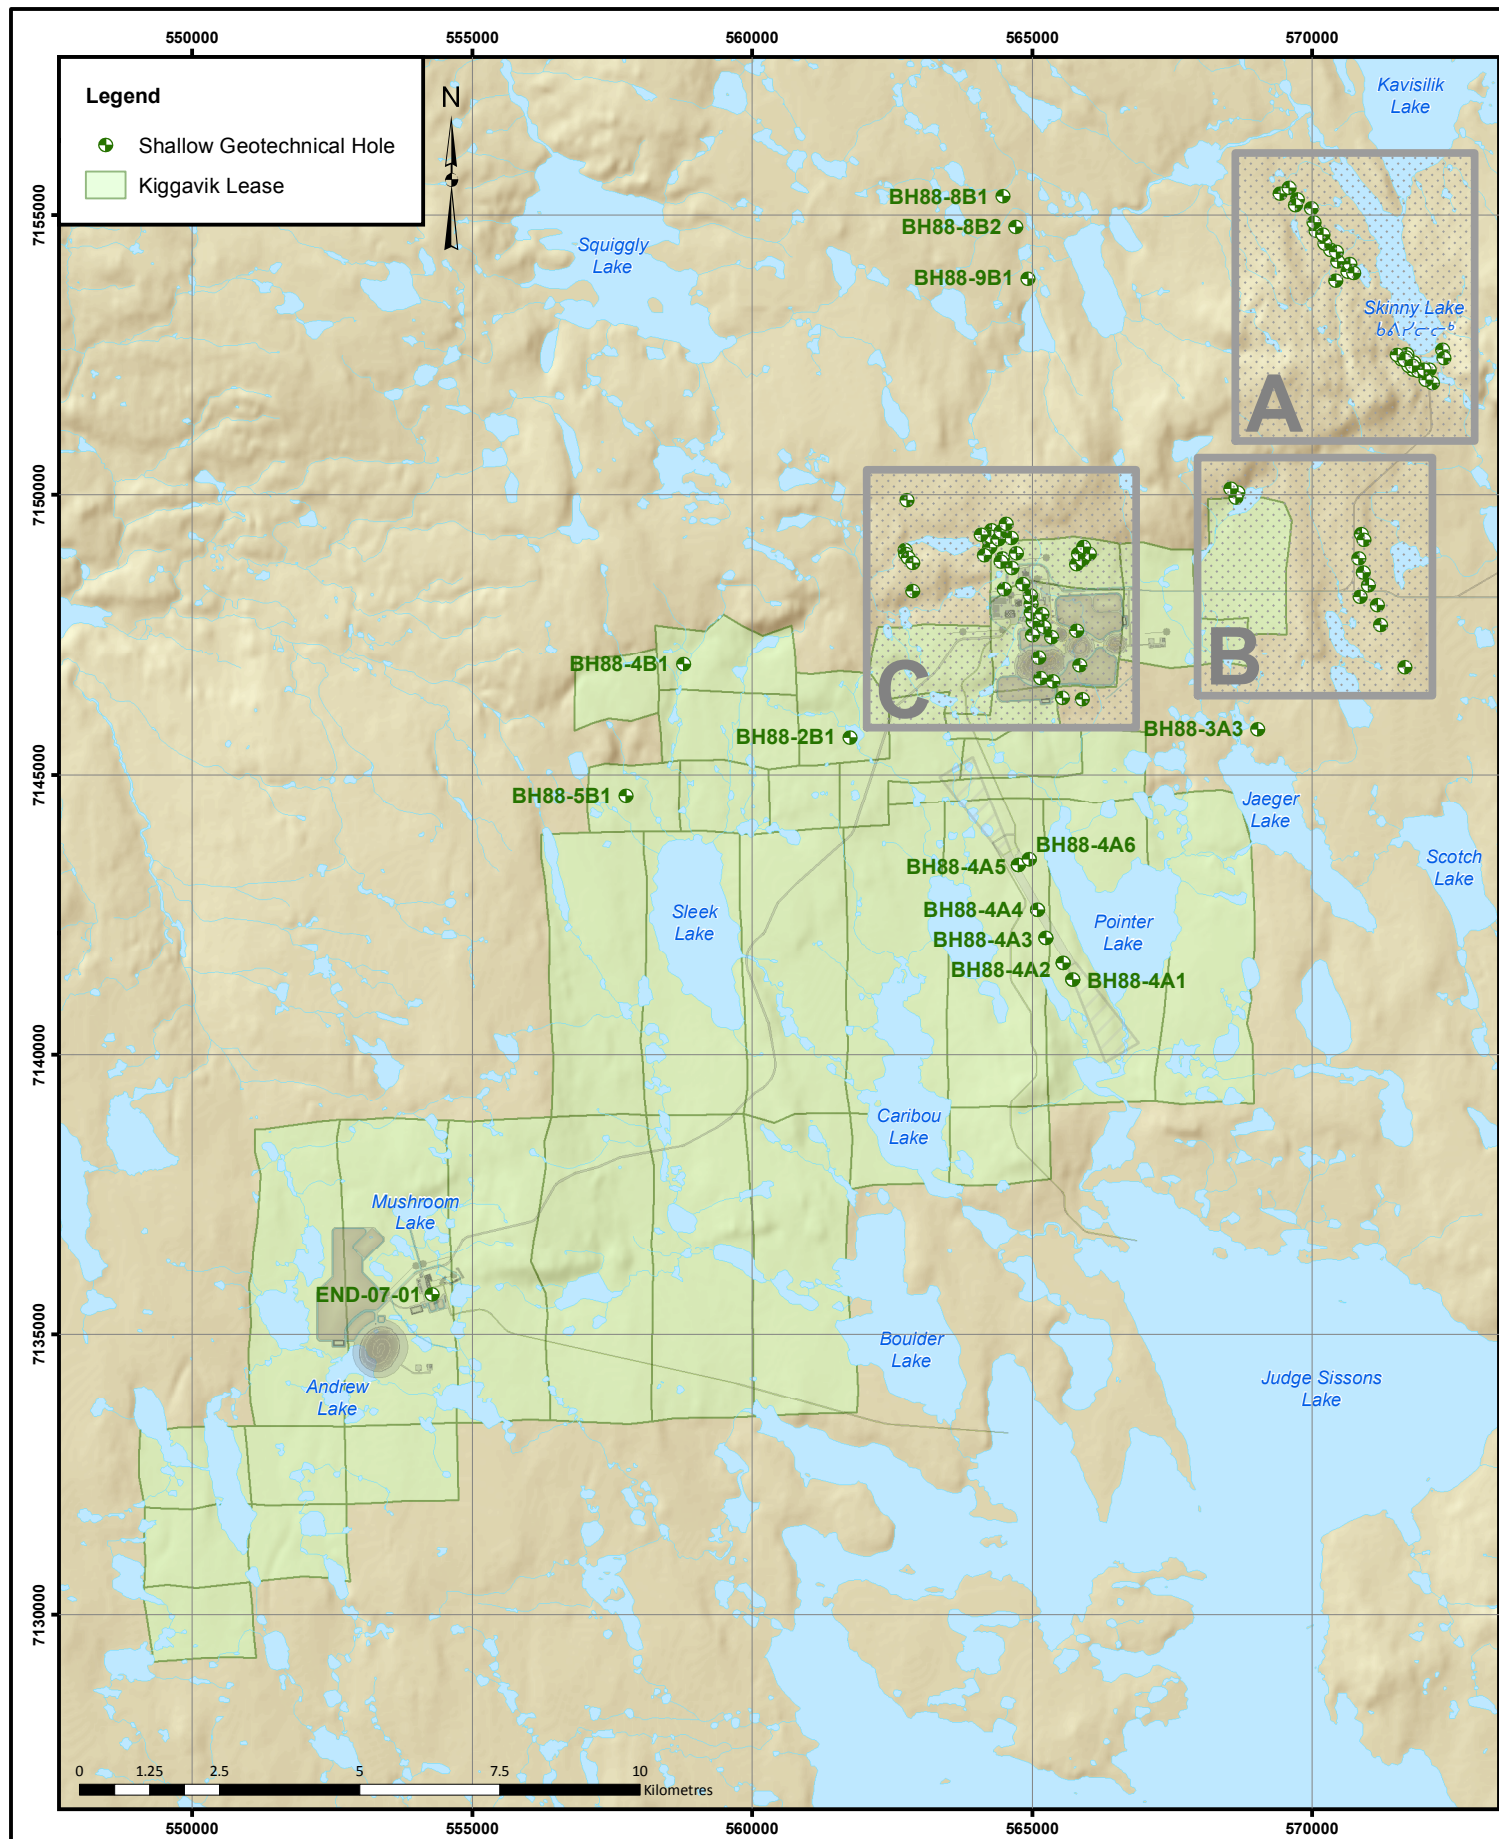 550000 555000 560000 565000 570000
Legend
Shallow Geotechnical Hole
Kiggavik Lease
N
Kavisilik
Lake
7155000
BH88-8B1
BH88-8B2
BH88-9B1
Squiggly
Lake
Skinny Lake
A
7150000
B
C
BH88-4B1
BH88-2B1
BH88-3A3
7145000
BH88-5B1
Jaeger
Lake
BH88-4A6
BH88-4A5
Scotch
Lake
Sleek
Lake
BH88-4A4
Pointer
Lake
BH88-4A3
BH88-4A2
BH88-4A1
7140000
Caribou
Lake
Mushroom
Lake
END-07-01
7135000
Boulder
Lake
Andrew
Lake
Judge Sissons
Lake
7130000
0 1.25 2.5 5 7.5 10
Kilometres
550000 555000 560000 565000 570000